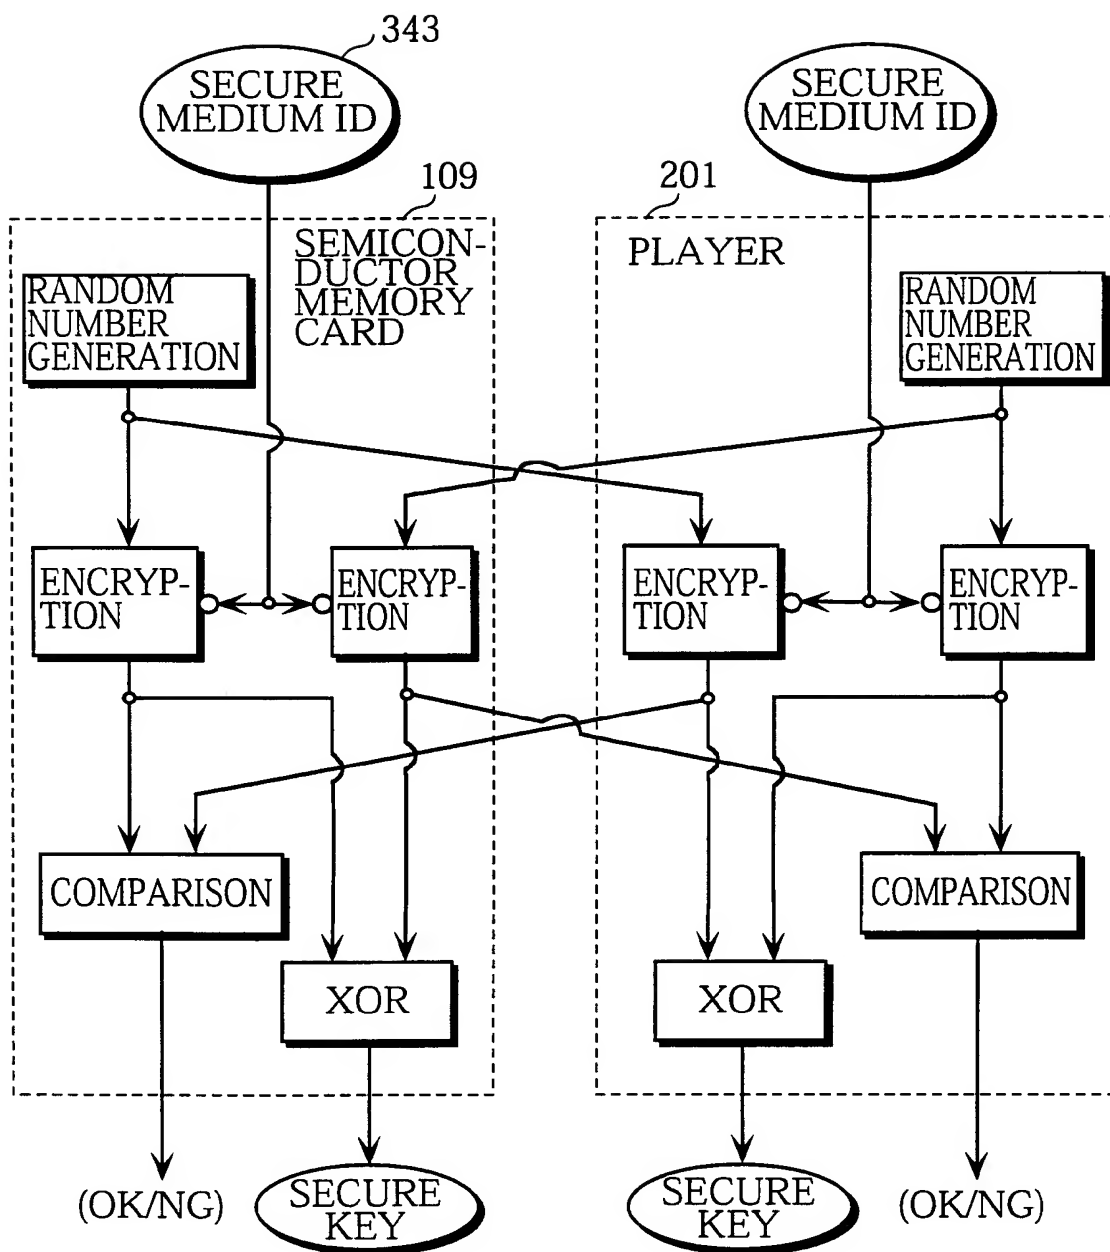 343
SECURE
MEDIUM ID
SECURE
MEDIUM ID
109
201
SEMICON-
DUCTOR
MEMORY
CARD
PLAYER
RANDOM
NUMBER
GENERATION
RANDOM
NUMBER
GENERATION
ENCRYP-
TION
ENCRYP-
TION
ENCRYP-
TION
ENCRYP-
TION
COMPARISON
COMPARISON
XOR
XOR
(OK/NG)
SECURE
KEY
SECURE
KEY
(OK/NG)